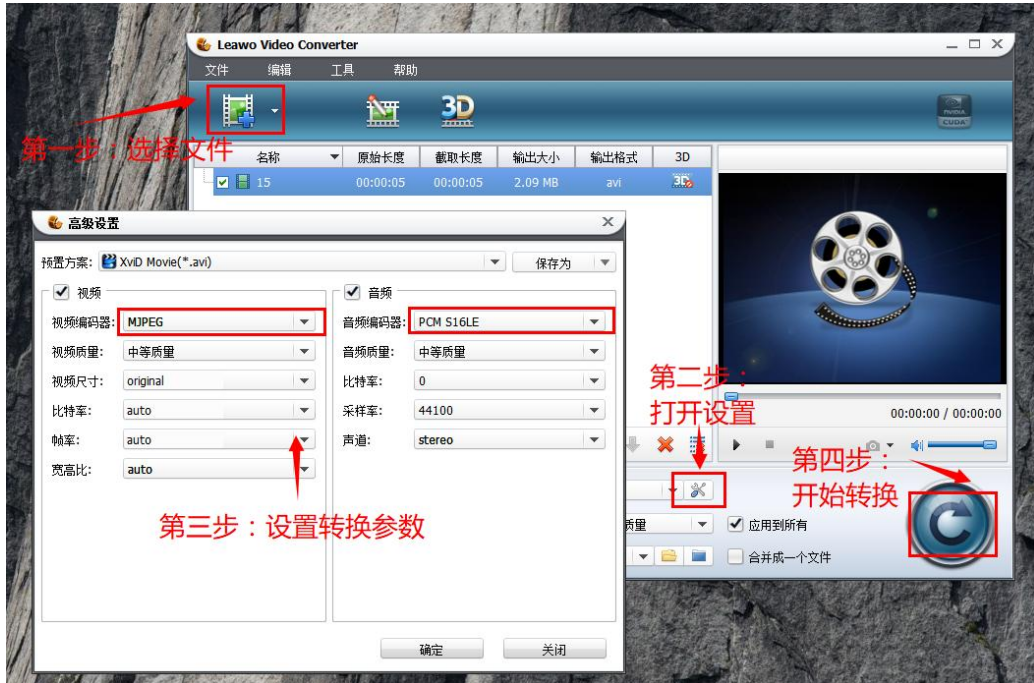 Leawo Video Converter
文件 编辑 工具 帮助
3D
NVIDIA
CUDA
第一步：选择文件
名称 原始长度 截取长度 输出大小 输出格式 3D
15 00:00:05 00:00:05 2.09 MB avi 3D
高级设置
预置方案: XviD Movie(*.avi) 保存为
视频
音频
视频编码器: MJPEG
音频编码器: PCM S16LE
视频质量: 中等质量
音频质量: 中等质量
视频尺寸: original
比特率: 0
比特率: auto
采样率: 44100
帧率: auto
声道: stereo
宽高比: auto
第二步：
打开设置
00:00:00 / 00:00:00
第四步：
开始转换
第三步：设置转换参数
质量
应用到所有
合并成一个文件
确定 关闭